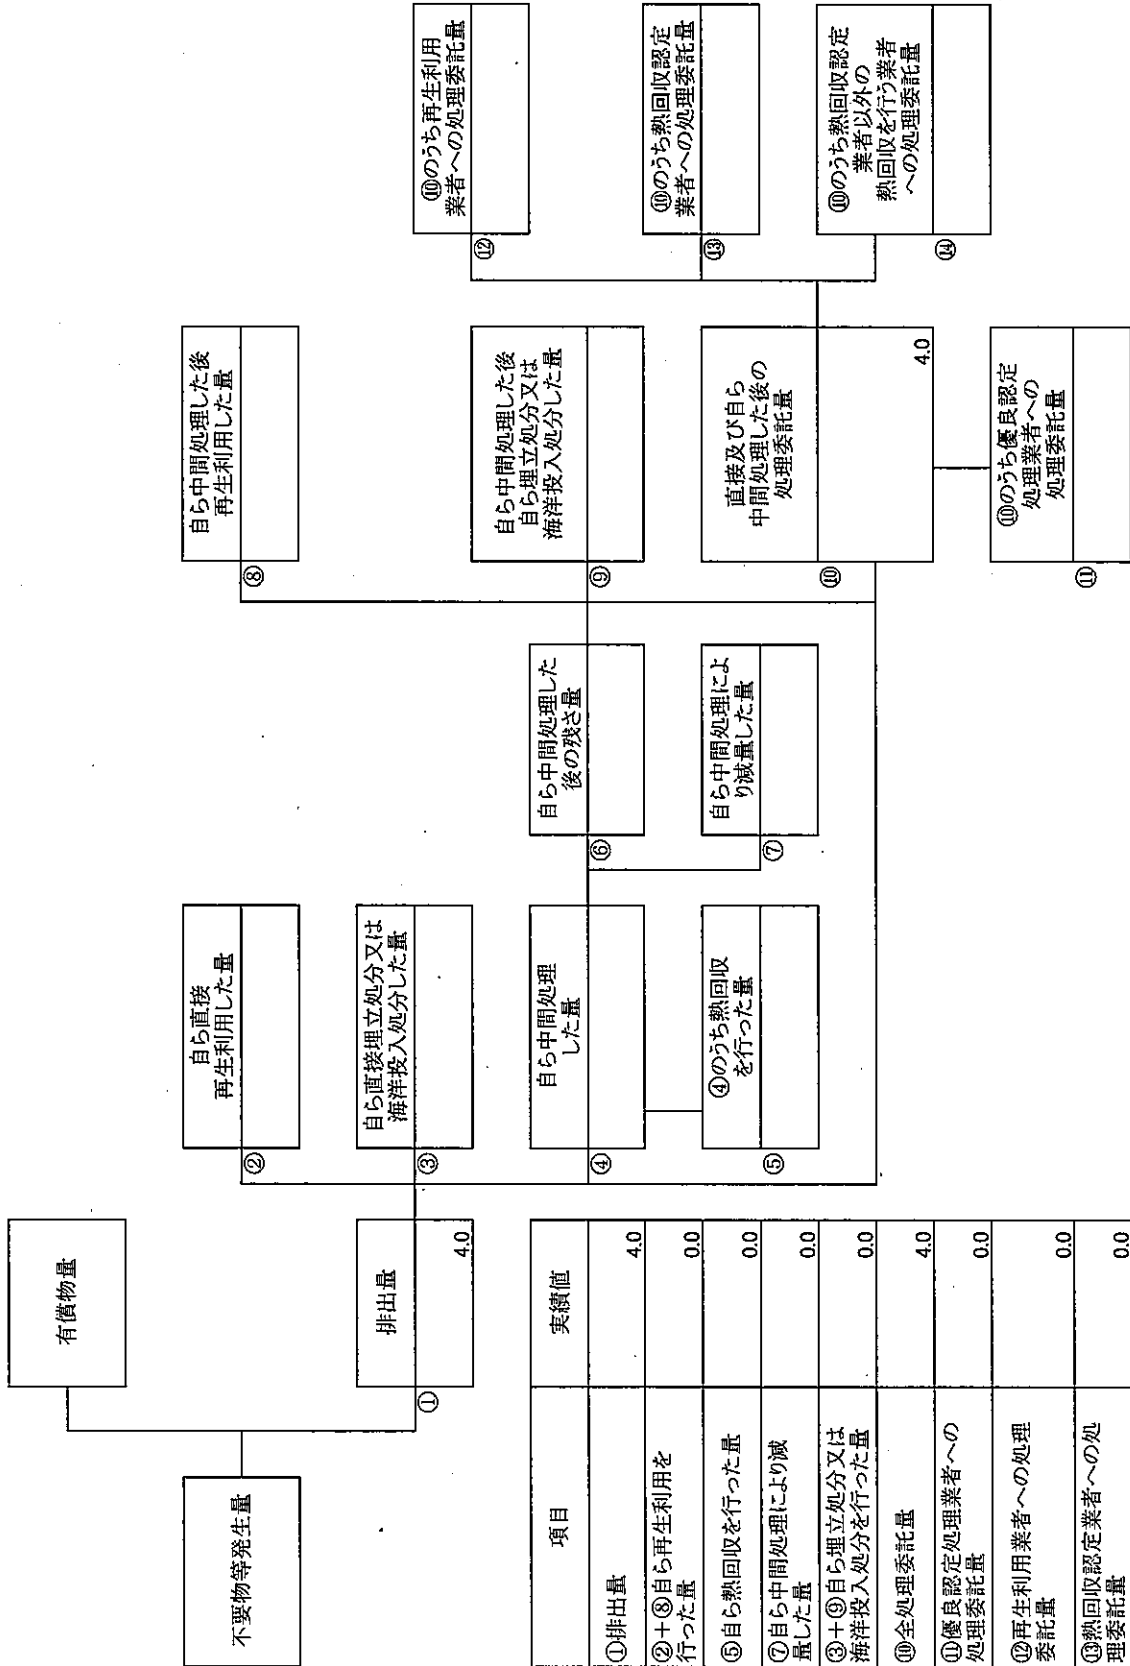 不要物等発生量
有償物量
排出量
①
4.0
自ら直接
再生利用した量
②
自ら直接埋立処分又は
海洋投入処分した量
③
自ら中間処理
した量
④
④のうち熱回収
を行った量
⑤
自ら中間処理した
後の残さ量
⑥
自ら中間処理によ
り減量した量
⑦
自ら中間処理した後
再生利用した量
⑧
自ら中間処理した後
自ら埋立処分又は
海洋投入処分した量
⑨
直接及び自ら
中間処理した後の
処理委託量
⑩
4.0
⑩のうち優良認定
処理業者への
処理委託量
⑪
⑩のうち再生利用
業者への処理委託量
⑫
⑩のうち熱回収認定
業者への処理委託量
⑬
⑩のうち熱回収認定
業者以外の
熱回収を行う業者
への処理委託量
⑭
項目
実績値
①排出量
4.0
②+⑧自ら再生利用を
行った量
0.0
⑤自ら熱回収を行った量
0.0
⑦自ら中間処理により減
量した量
0.0
③+⑨自ら埋立処分又は
海洋投入処分を行った量
0.0
⑩全処理委託量
4.0
⑪優良認定処理業者への
処理委託量
0.0
⑫再生利用業者への処理
委託量
0.0
⑬熱回収認定業者への処
理委託量
0.0